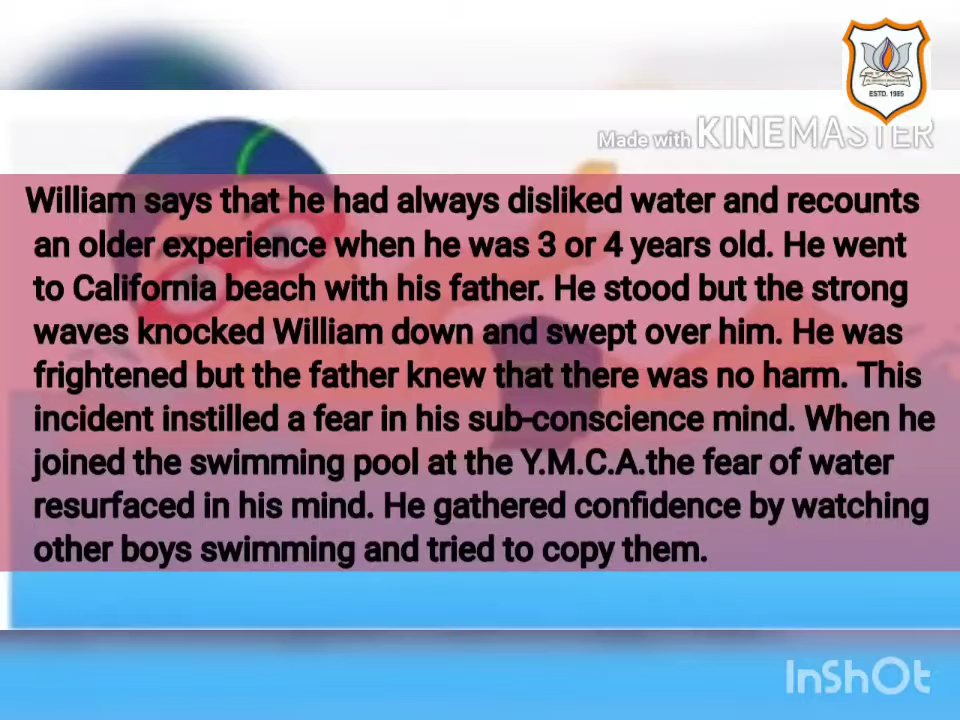 ESTD. 1985
Made with KINEMASTER
William says that he had always disliked water and recounts
an older experience when he was 3 or 4 years old. He went
to California beach with his father. He stood but the strong
waves knocked William down and swept over him. He was
frightened but the father knew that there was no harm. This
incident instilled a fear in his sub-conscience mind. When he
joined the swimming pool at the Y.M.C.A.the fear of water
resurfaced in his mind. He gathered confidence by watching
other boys swimming and tried to copy them.
InShOt